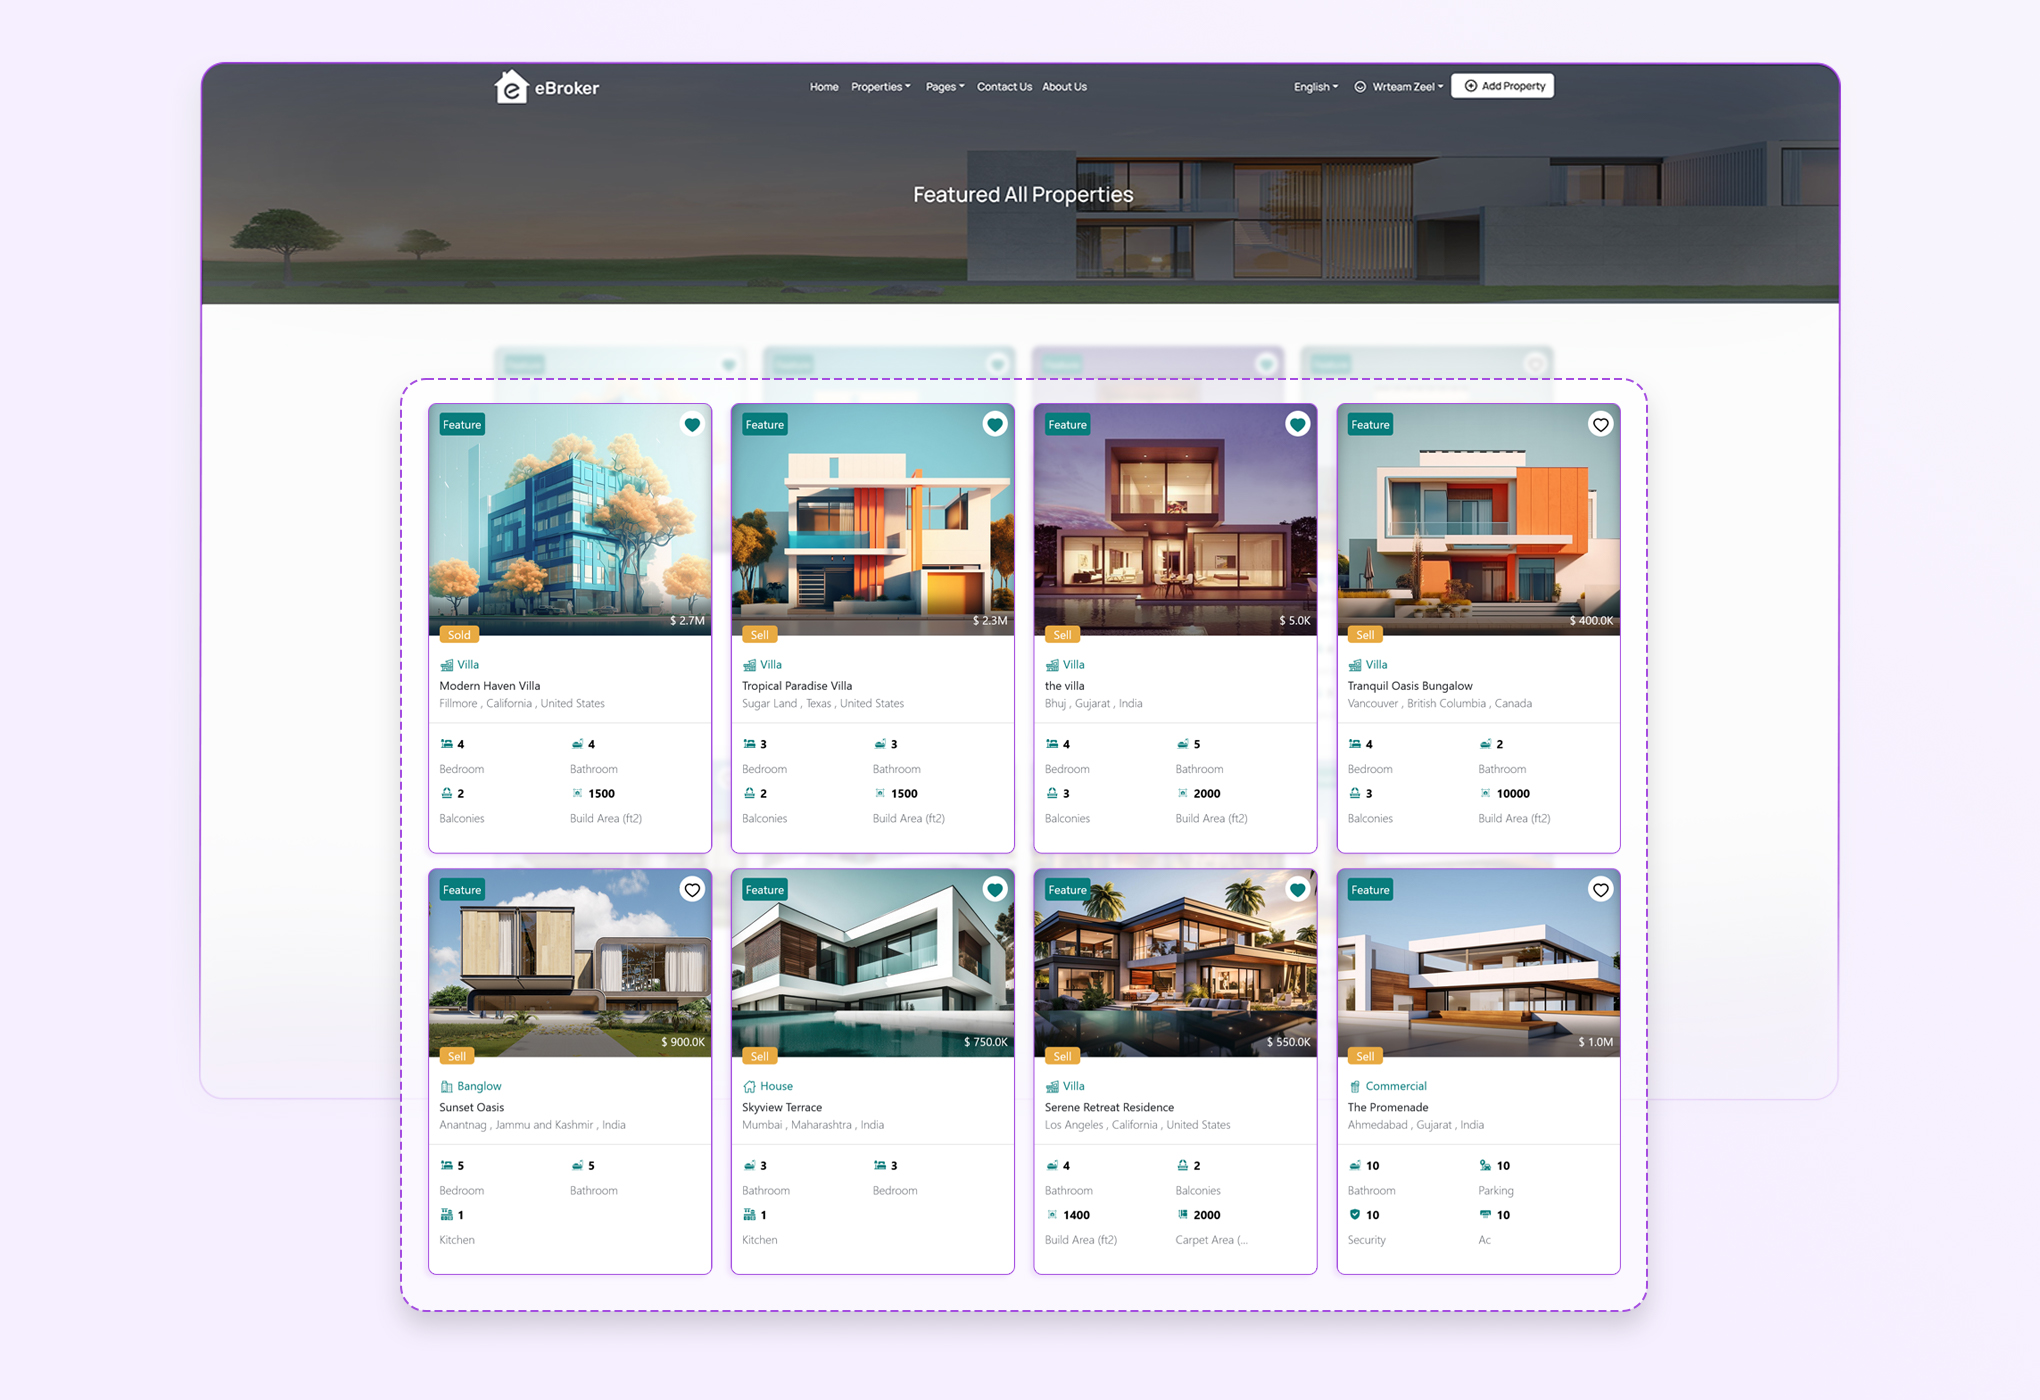 eBroker
Home Properties Pages Contact Us About Us
English Wrteam Zeel Add Property
Featured All Properties
Feature
$ 2.7M
Sold
Villa
Modern Haven Villa
Fillmore , California , United States
4 4
Bedroom Bathroom
2 1500
Balconies Build Area (ft2)
Feature
$ 2.3M
Sell
Villa
Tropical Paradise Villa
Sugar Land , Texas , United States
3 3
Bedroom Bathroom
2 1500
Balconies Build Area (ft2)
Feature
$ 5.0K
Sell
Villa
the villa
Bhuj , Gujarat , India
4 5
Bedroom Bathroom
3 2000
Balconies Build Area (ft2)
Feature
$ 400.0K
Sell
Villa
Tranquil Oasis Bungalow
Vancouver , British Columbia , Canada
4 2
Bedroom Bathroom
3 10000
Balconies Build Area (ft2)
Feature
$ 900.0K
Sell
Banglow
Sunset Oasis
Anantnag , Jammu and Kashmir , India
5 5
Bedroom Bathroom
1
Kitchen
Feature
$ 750.0K
Sell
House
Skyview Terrace
Mumbai , Maharashtra , India
3 3
Bathroom Bedroom
1
Kitchen
Feature
$ 550.0K
Sell
Villa
Serene Retreat Residence
Los Angeles , California , United States
4 2
Bathroom Balconies
1400 2000
Build Area (ft2) Carpet Area (...
Feature
$ 1.0M
Sell
Commercial
The Promenade
Ahmedabad , Gujarat , India
10 10
Bathroom Parking
10 10
Security Ac